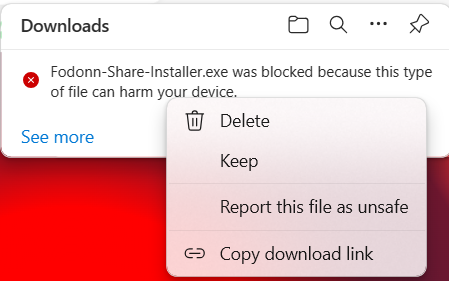 Downloads
Fodonn-Share-Installer.exe was blocked because this type
of file can harm your device.
See more
Delete
Keep
Report this file as unsafe
Copy download link